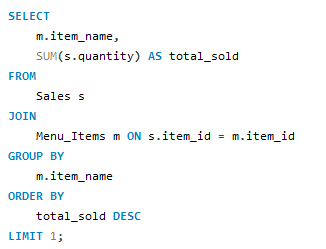 SELECT
    m.item_name,
    SUM(s.quantity) AS total_sold
FROM
    Sales s
JOIN
    Menu_Items m ON s.item_id = m.item_id
GROUP BY
    m.item_name
ORDER BY
    total_sold DESC
LIMIT 1;